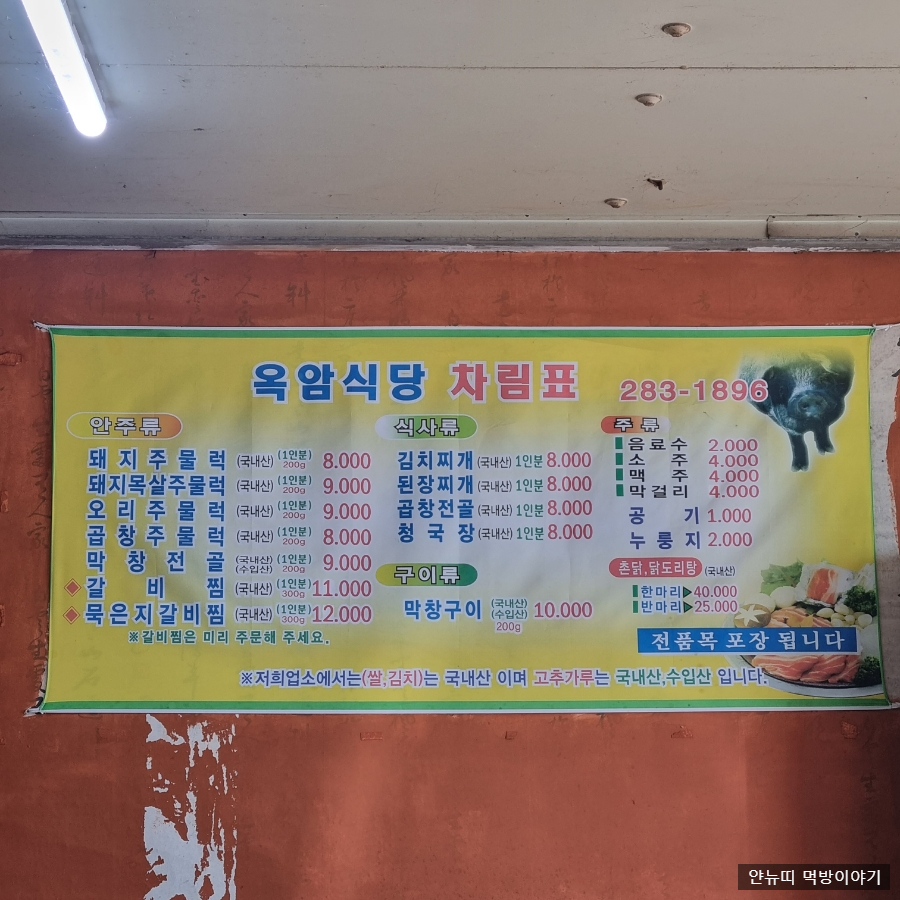 옥암식당 차림표 283-1896
안주류
돼지주물럭 (국내산) (1인분) 200g 8.000
돼지목살주물럭 (국내산) (1인분) 200g 9.000
오리주물럭 (국내산) (1인분) 200g 9.000
곱창주물럭 (국내산) (1인분) 200g 8.000
막창전골 (국내산) (수입산) (1인분) 200g 9.000
갈비찜 (국내산) (1인분) 300g 11.000
묵은지갈비찜 (국내산) (1인분) 300g 12.000
※갈비찜은 미리 주문해 주세요.
식사류
김치찌개 (국내산) 1인분 8.000
된장찌개 (국내산) 1인분 8.000
곱창전골 (국내산) 1인분 8.000
청국장 (국내산) 1인분 8.000
구이류
막창구이 (국내산) (수입산) 200g 10.000
주류
음료수 2.000
소주 4.000
맥주 4.000
막걸리 4.000
공기 1.000
누룽지 2.000
촌닭,닭도리탕 (국내산)
한마리▶40.000
반마리▶25.000
전품목 포장 됩니다
※저희업소에서는(쌀,김치)는 국내산 이며 고추가루는 국내산,수입산 입니다.
얀뉴띠 먹방이야기